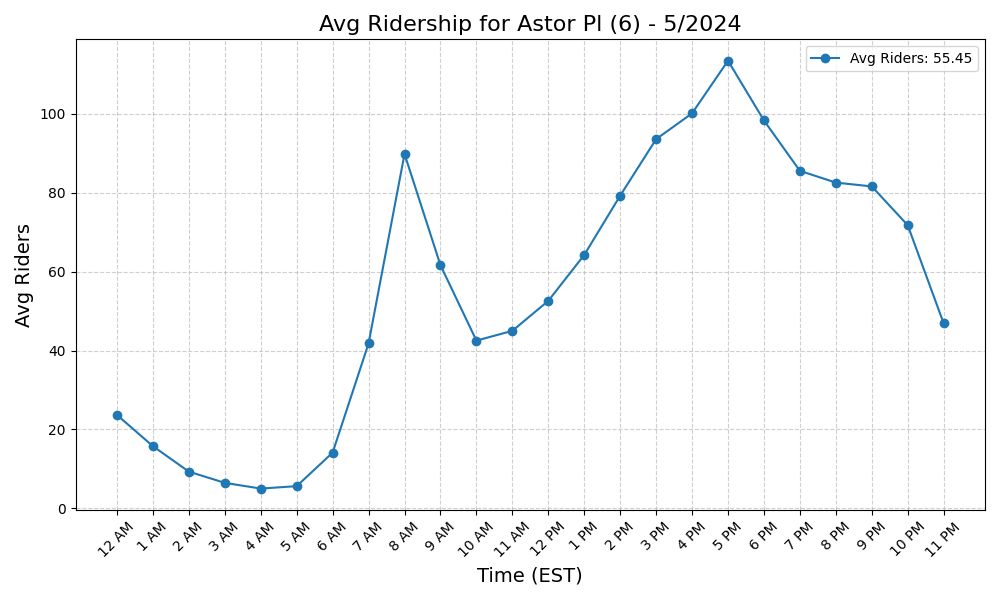 Avg Ridership for Astor Pl (6) - 5/2024
Avg Riders: 55.45
Avg Riders
100
80
60
40
20
0
12 AM
1 AM
2 AM
3 AM
4 AM
5 AM
6 AM
7 AM
8 AM
9 AM
10 AM
11 AM
12 PM
1 PM
2 PM
3 PM
4 PM
5 PM
6 PM
7 PM
8 PM
9 PM
10 PM
11 PM
Time (EST)